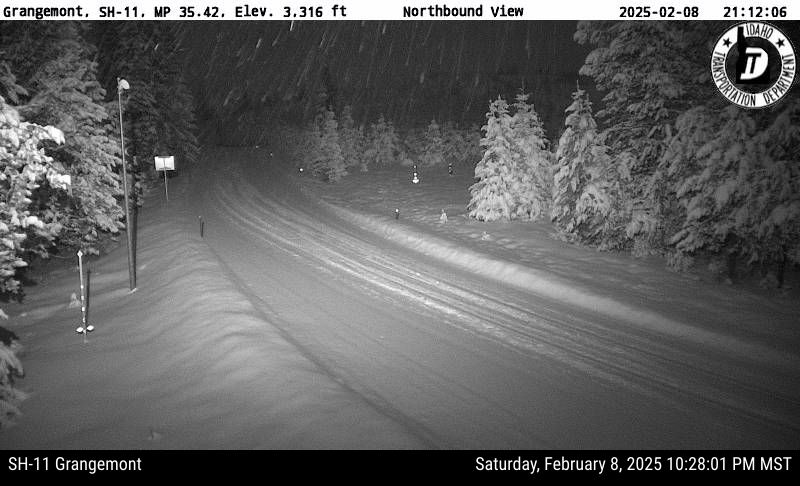 Grangemont, SH-11, MP 35.42, Elev. 3,316 ft Northbound View 2025-02-08 21:12:06
IDAHO
TRANSPORTATION DEPARTMENT
SH-11 Grangemont Saturday, February 8, 2025 10:28:01 PM MST